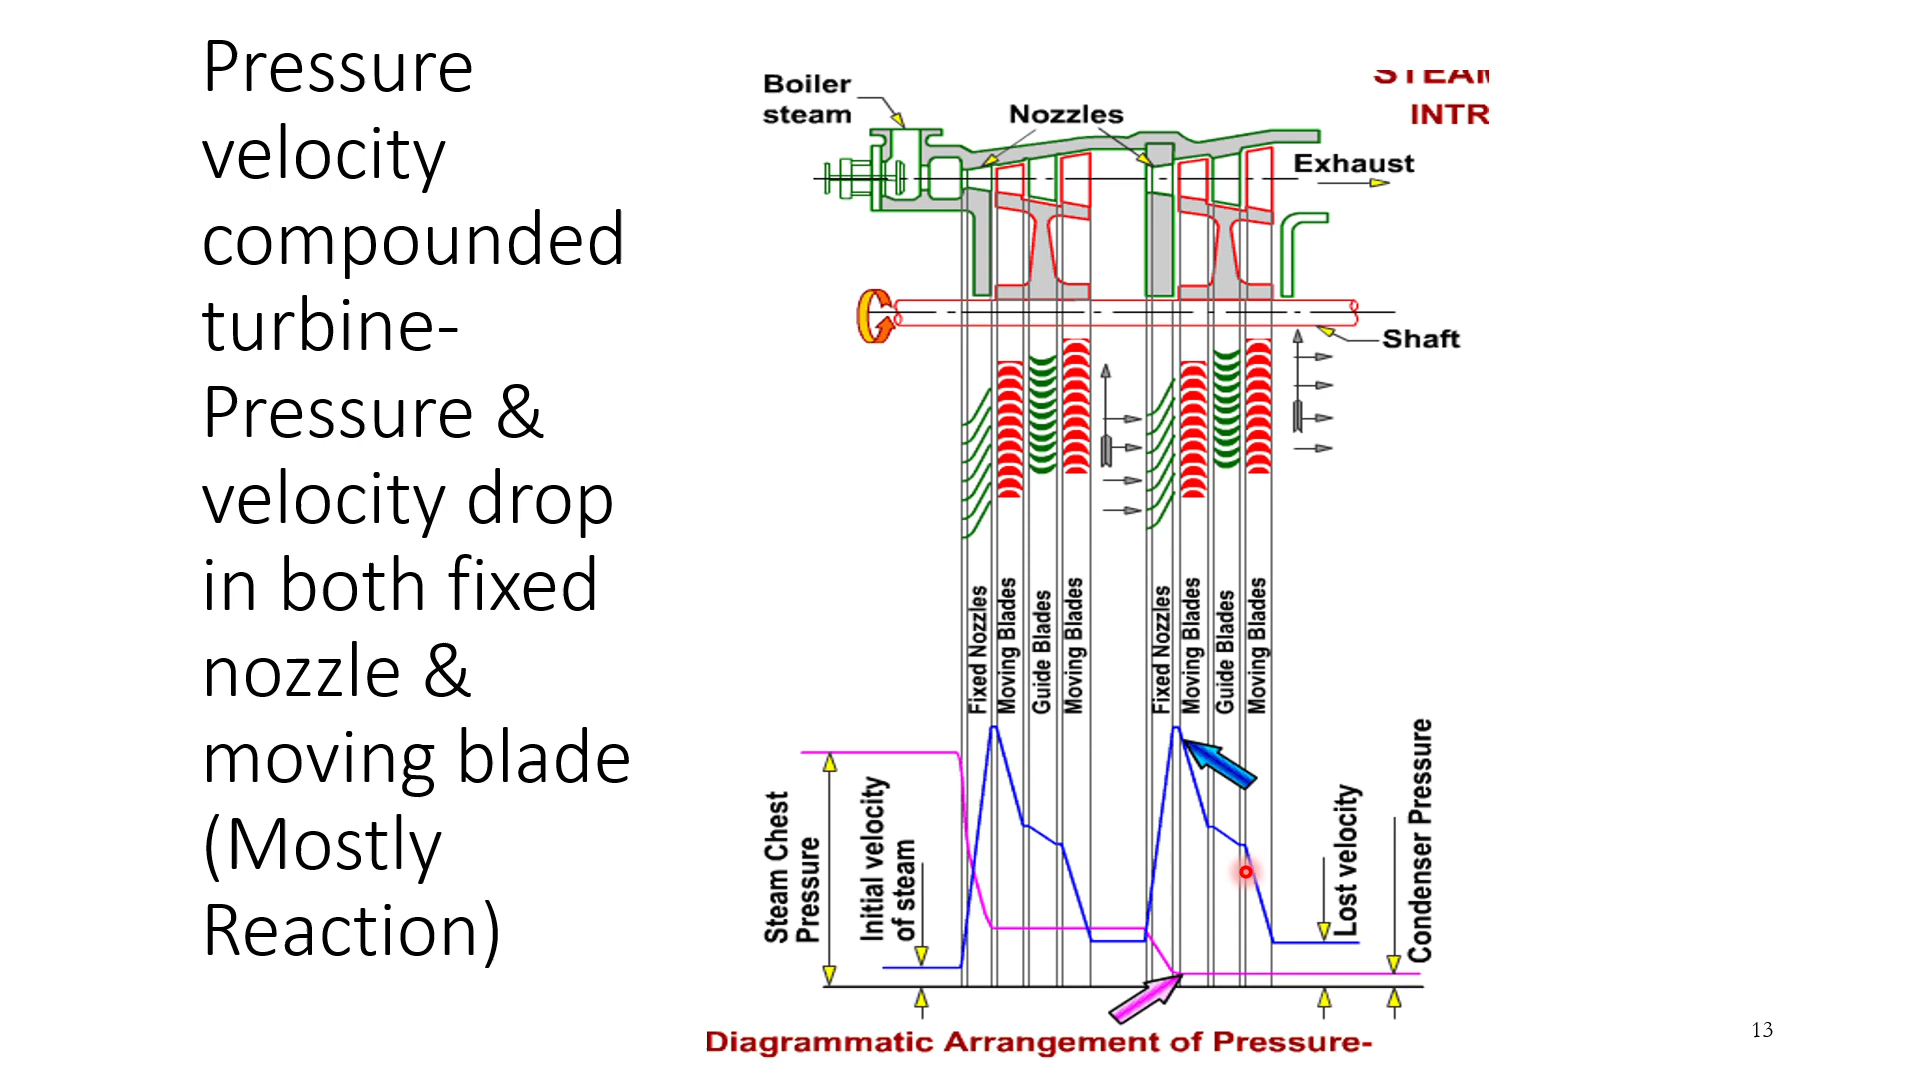 Pressure
velocity
compounded
turbine-
Pressure &
velocity drop
in both fixed
nozzle &
moving blade
(Mostly
Reaction)
STEAM
INTR
Boiler
steam
Nozzles
Exhaust
Shaft
Fixed Nozzles
Moving Blades
Guide Blades
Moving Blades
Fixed Nozzles
Moving Blades
Guide Blades
Moving Blades
Steam Chest
Pressure
Initial velocity
of steam
Lost velocity
Condenser Pressure
Diagrammatic Arrangement of Pressure-
13